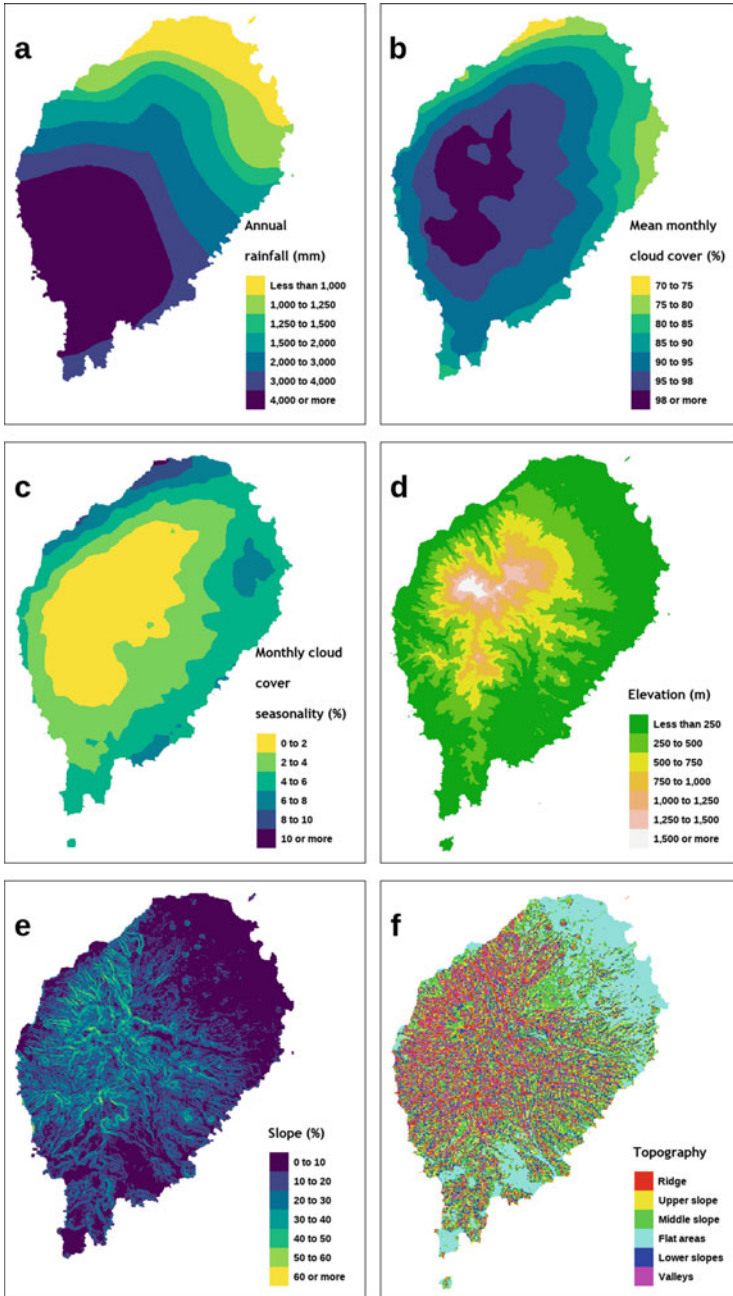 a
Annual
rainfall (mm)
Less than 1,000
1,000 to 1,250
1,250 to 1,500
1,500 to 2,000
2,000 to 3,000
3,000 to 4,000
4,000 or more
b
Mean monthly
cloud cover (%)
70 to 75
75 to 80
80 to 85
85 to 90
90 to 95
95 to 98
98 or more
c
Monthly cloud
cover
seasonality (%)
0 to 2
2 to 4
4 to 6
6 to 8
8 to 10
10 or more
d
Elevation (m)
Less than 250
250 to 500
500 to 750
750 to 1,000
1,000 to 1,250
1,250 to 1,500
1,500 or more
e
Slope (%)
0 to 10
10 to 20
20 to 30
30 to 40
40 to 50
50 to 60
60 or more
f
Topography
Ridge
Upper slope
Middle slope
Flat areas
Lower slopes
Valleys